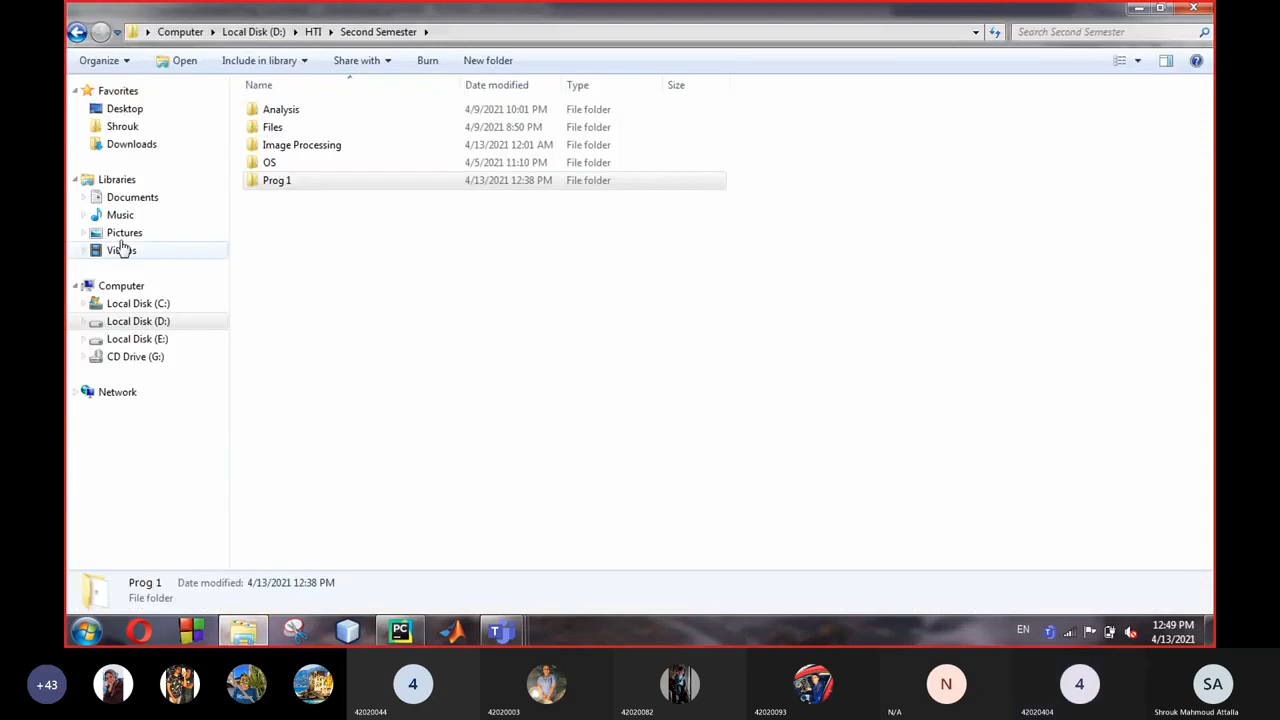 Computer Local Disk (D:) HTI Second Semester Search Second Semester
Organize Open Include in library Share with Burn New folder
Name Date modified Type Size
Favorites
Desktop
Shrouk
Downloads
Libraries
Documents
Music
Pictures
Computer
Local Disk (C:)
Local Disk (D:)
Local Disk (E:)
CD Drive (G:)
Network
Analysis 4/9/2021 10:01 PM File folder
Files 4/9/2021 8:50 PM File folder
Image Processing 4/13/2021 12:01 AM File folder
OS 4/5/2021 11:10 PM File folder
Prog 1 4/13/2021 12:38 PM File folder
Prog 1 Date modified: 4/13/2021 12:38 PM
File folder
PC
EN
12:49 PM
4/13/2021
+43 4 N 4 SA
42020044 42020003 42020082 42020093 N/A 42020404 Shrouk Mahmoud Attalla